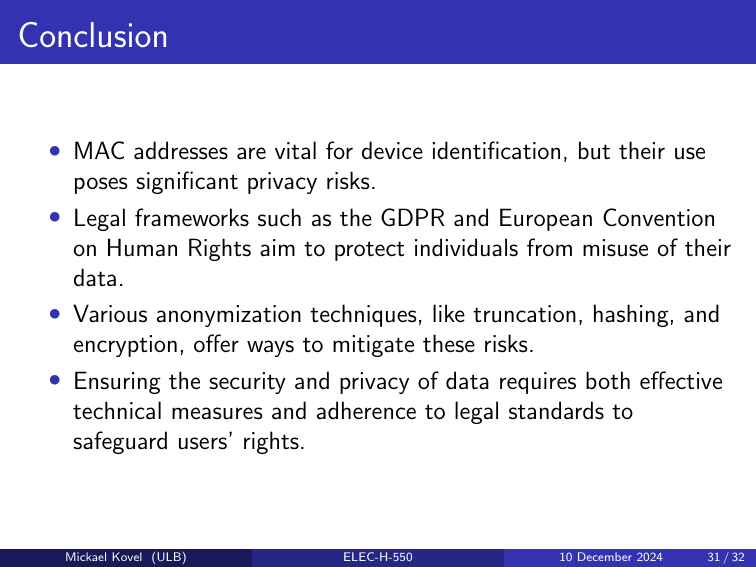 Conclusion
• MAC addresses are vital for device identification, but their use
poses significant privacy risks.
• Legal frameworks such as the GDPR and European Convention
on Human Rights aim to protect individuals from misuse of their
data.
• Various anonymization techniques, like truncation, hashing, and
encryption, offer ways to mitigate these risks.
• Ensuring the security and privacy of data requires both effective
technical measures and adherence to legal standards to
safeguard users' rights.
Mickael Kovel (ULB) ELEC-H-550 10 December 2024 31 / 32